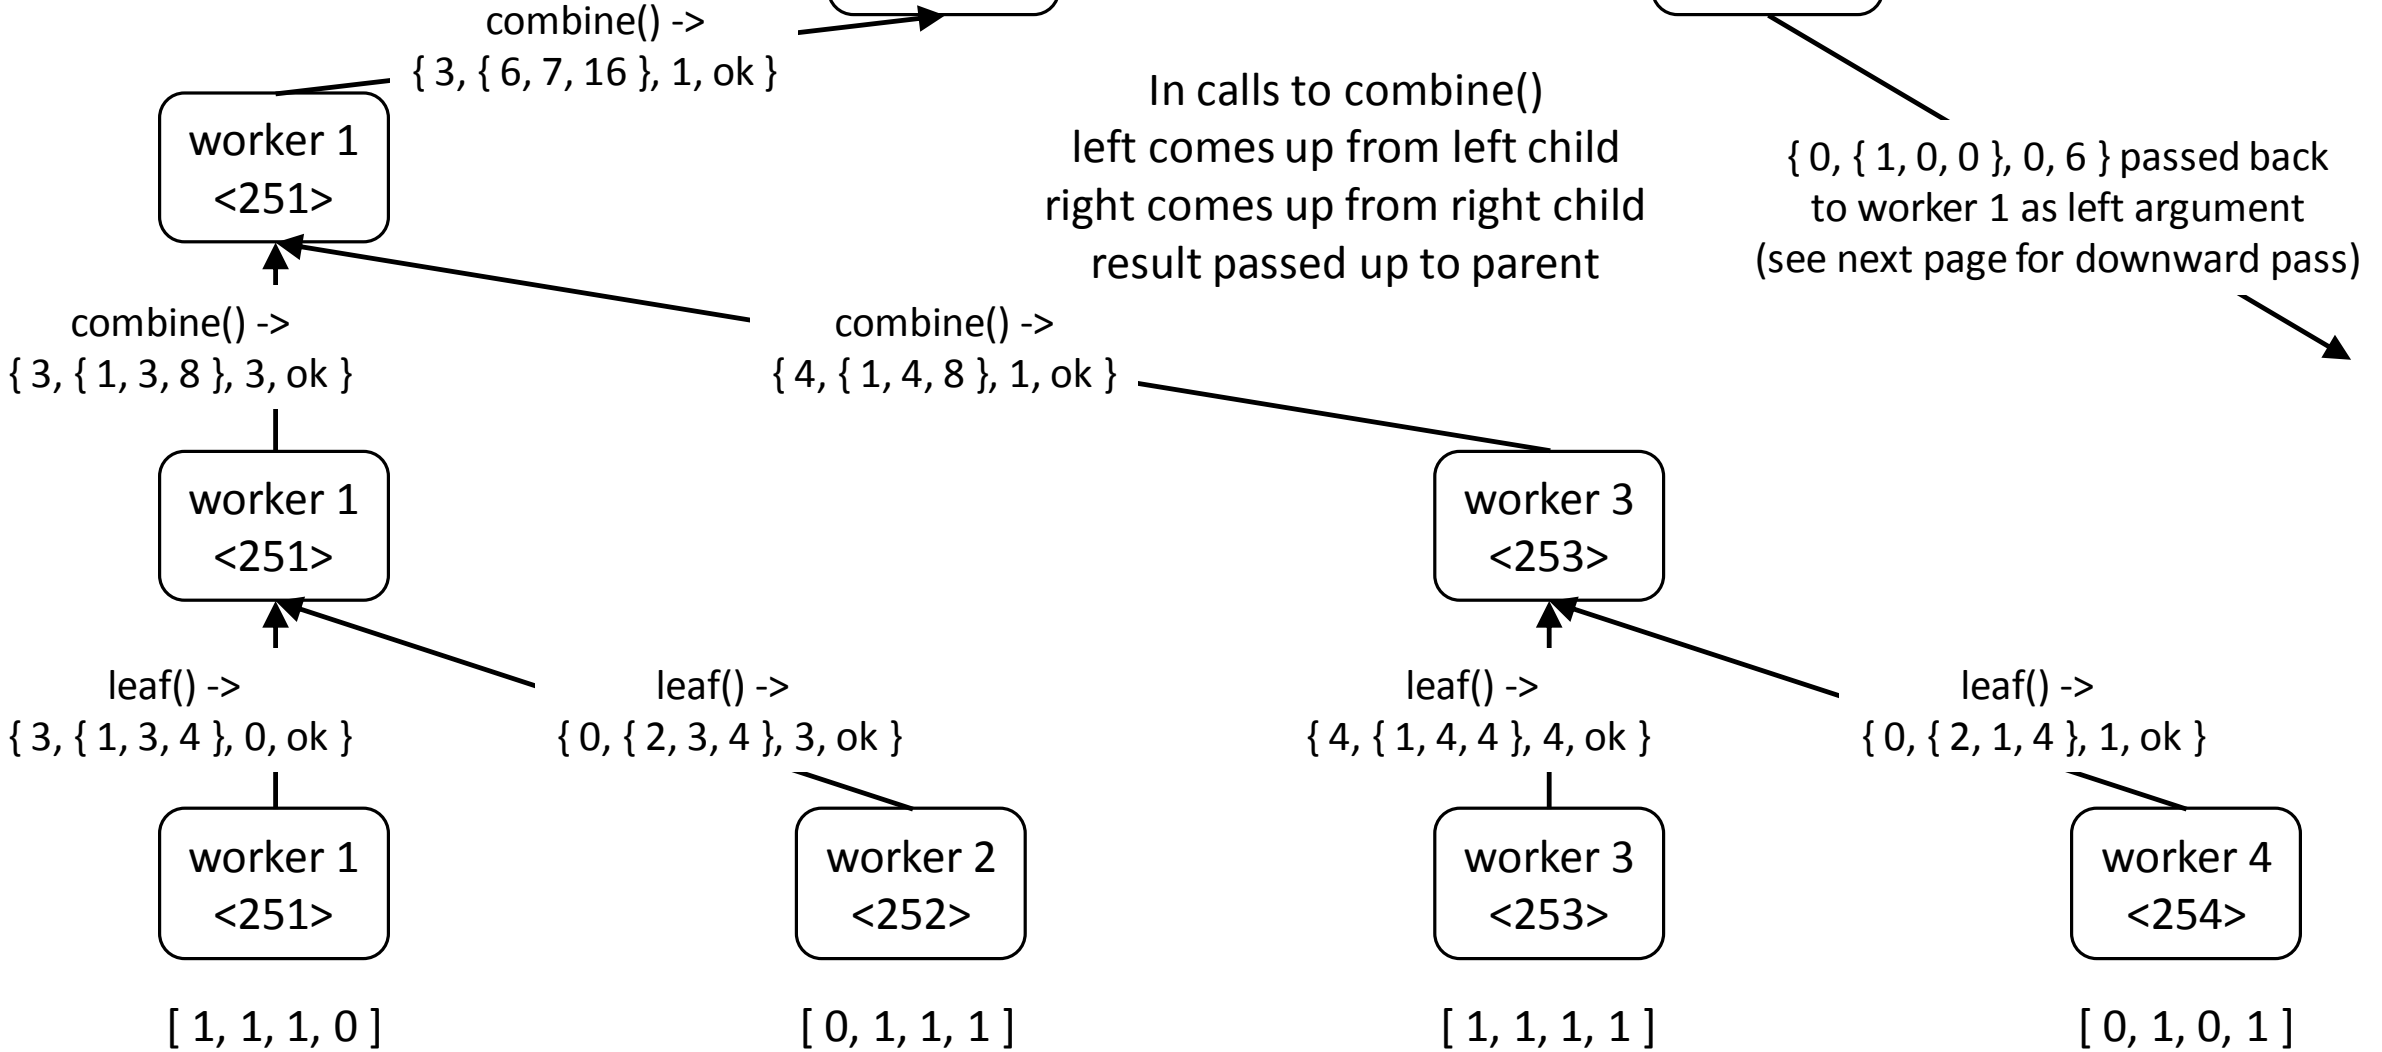 combine() ->
{ 3, { 6, 7, 16 }, 1, ok }
In calls to combine()
left comes up from left child
right comes up from right child
result passed up to parent
{ 0, { 1, 0, 0 }, 0, 6 } passed back
to worker 1 as left argument
(see next page for downward pass)
worker 1
<251>
combine() ->
{ 3, { 1, 3, 8 }, 3, ok }
combine() ->
{ 4, { 1, 4, 8 }, 1, ok }
worker 1
<251>
worker 3
<253>
leaf() ->
{ 3, { 1, 3, 4 }, 0, ok }
leaf() ->
{ 0, { 2, 3, 4 }, 3, ok }
leaf() ->
{ 4, { 1, 4, 4 }, 4, ok }
leaf() ->
{ 0, { 2, 1, 4 }, 1, ok }
worker 1
<251>
worker 2
<252>
worker 3
<253>
worker 4
<254>
[ 1, 1, 1, 0 ]
[ 0, 1, 1, 1 ]
[ 1, 1, 1, 1 ]
[ 0, 1, 0, 1 ]